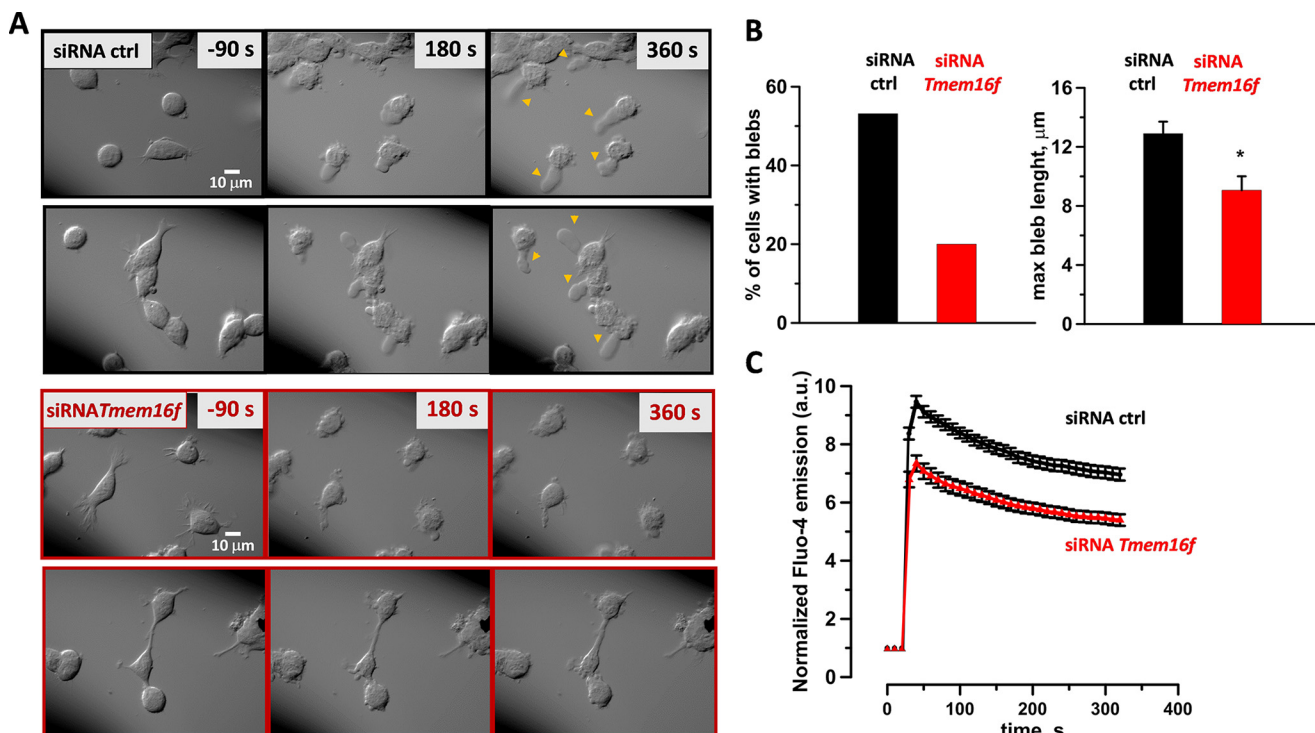 A
siRNA ctrl
-90 s
180 s
360 s
10 μm
siRNATmem16f
-90 s
180 s
360 s
10 μm
B
siRNA
ctrl
siRNA
Tmem16f
% of cells with blebs
60
40
20
0
siRNA
ctrl
siRNA
Tmem16f
max bleb lenght, μm
16
12
8
4
0
*
C
Normalized Fluo-4 emission (a.u.)
10
8
6
4
2
0
siRNA ctrl
siRNA Tmem16f
0
100
200
300
400
time, s